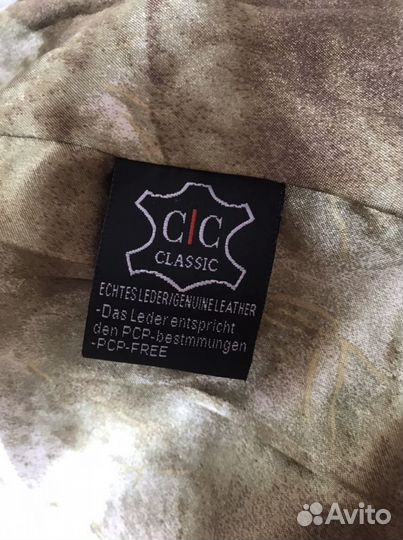 C|C
CLASSIC
ECHTES LEDER/GENUINE LEATHER
-Das Leder entspricht
den PCP-bestmmungen
-PCP-FREE
Avito